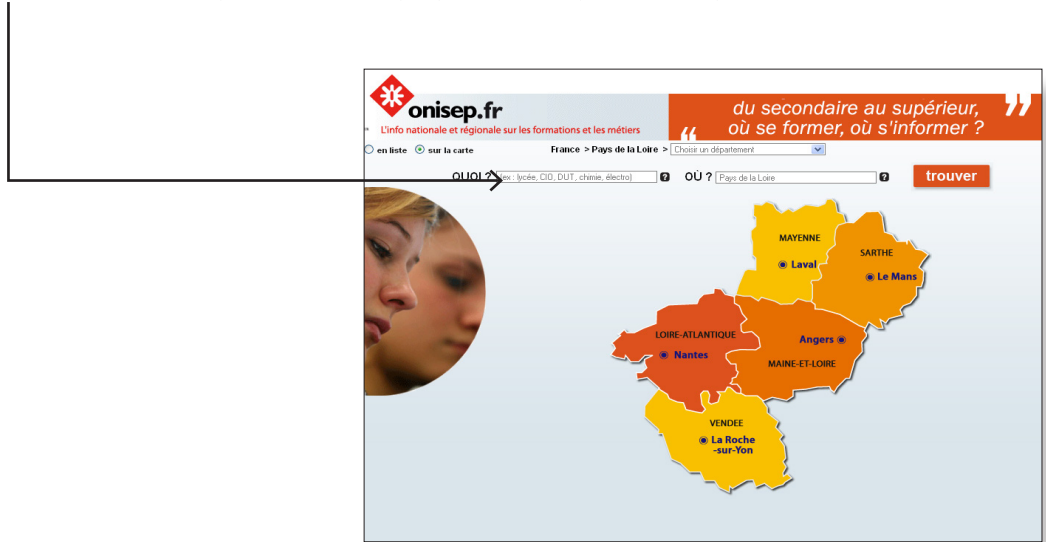 onisep.fr
L'info nationale et régionale sur les formations et les métiers
du secondaire au supérieur,
“ où se former, où s'informer ? ”
en liste sur la carte France > Pays de la Loire > Choisir un département
QUOI ? (ex : lycée, CIO, DUT, chimie, électro) ? OÙ ? Pays de la Loire ? trouver
MAYENNE
Laval
SARTHE
Le Mans
LOIRE-ATLANTIQUE
Nantes
Angers
MAINE-ET-LOIRE
VENDEE
La Roche
-sur-Yon